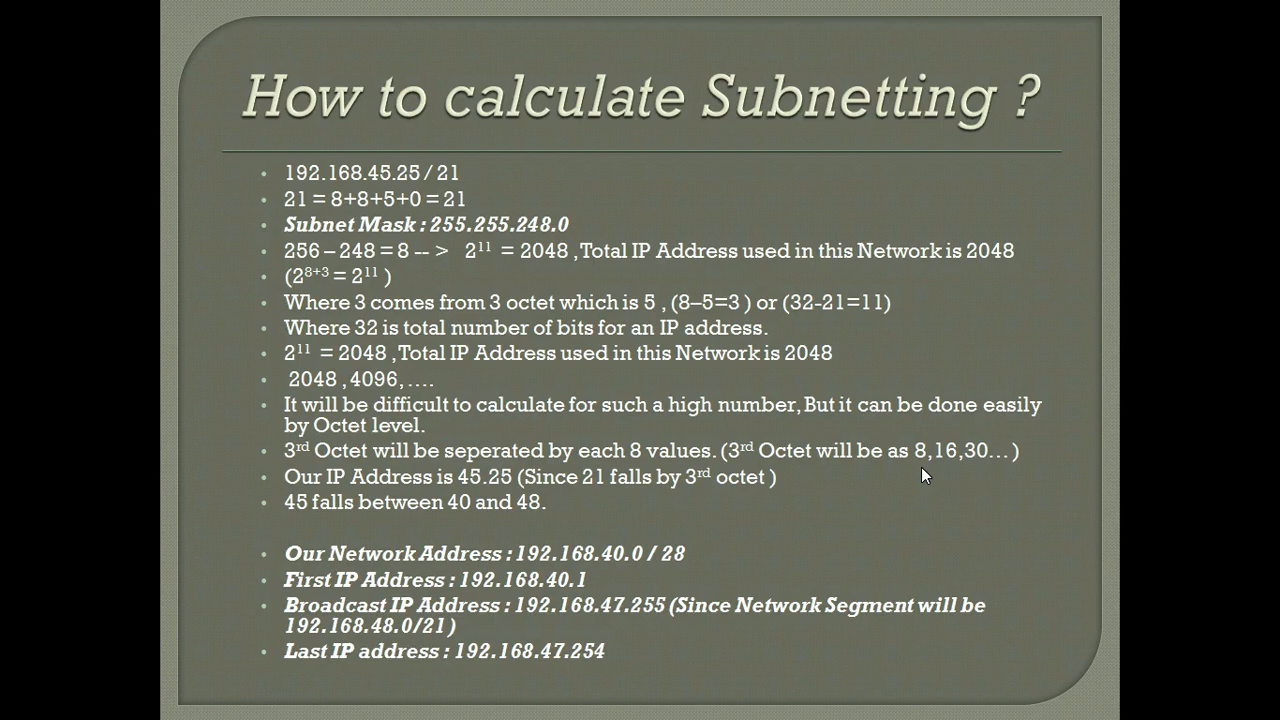 How to calculate Subnetting ?
• 192.168.45.25 / 21
• 21 = 8+8+5+0 = 21
• Subnet Mask : 255.255.248.0
• 256 – 248 = 8 -- > 2¹¹ = 2048 ,Total IP Address used in this Network is 2048
• (2⁸⁺³ = 2¹¹ )
• Where 3 comes from 3 octet which is 5 , (8–5=3 ) or (32-21=11)
• Where 32 is total number of bits for an IP address.
• 2¹¹ = 2048 ,Total IP Address used in this Network is 2048
• 2048 ,4096, ….
• It will be difficult to calculate for such a high number, But it can be done easily
by Octet level.
• 3ʳᵈ Octet will be seperated by each 8 values. (3ʳᵈ Octet will be as 8,16,30… )
• Our IP Address is 45.25 (Since 21 falls by 3ʳᵈ octet )
• 45 falls between 40 and 48.
• Our Network Address : 192.168.40.0 / 28
• First IP Address : 192.168.40.1
• Broadcast IP Address : 192.168.47.255 (Since Network Segment will be
192.168.48.0/21)
• Last IP address : 192.168.47.254